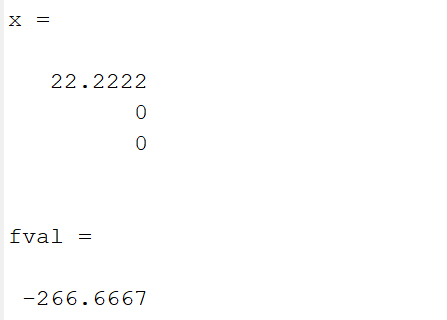 x =
22.2222
0
0
fval =
-266.6667